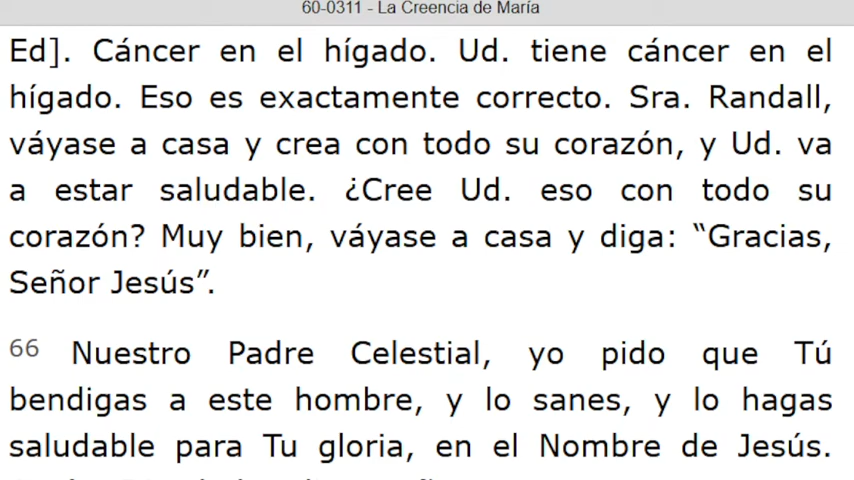 60-0311 - La Creencia de María
Ed]. Cáncer en el hígado. Ud. tiene cáncer en el
hígado. Eso es exactamente correcto. Sra. Randall,
váyase a casa y crea con todo su corazón, y Ud. va
a estar saludable. ¿Cree Ud. eso con todo su
corazón? Muy bien, váyase a casa y diga: “Gracias,
Señor Jesús”.
66 Nuestro Padre Celestial, yo pido que Tú
bendigas a este hombre, y lo sanes, y lo hagas
saludable para Tu gloria, en el Nombre de Jesús.